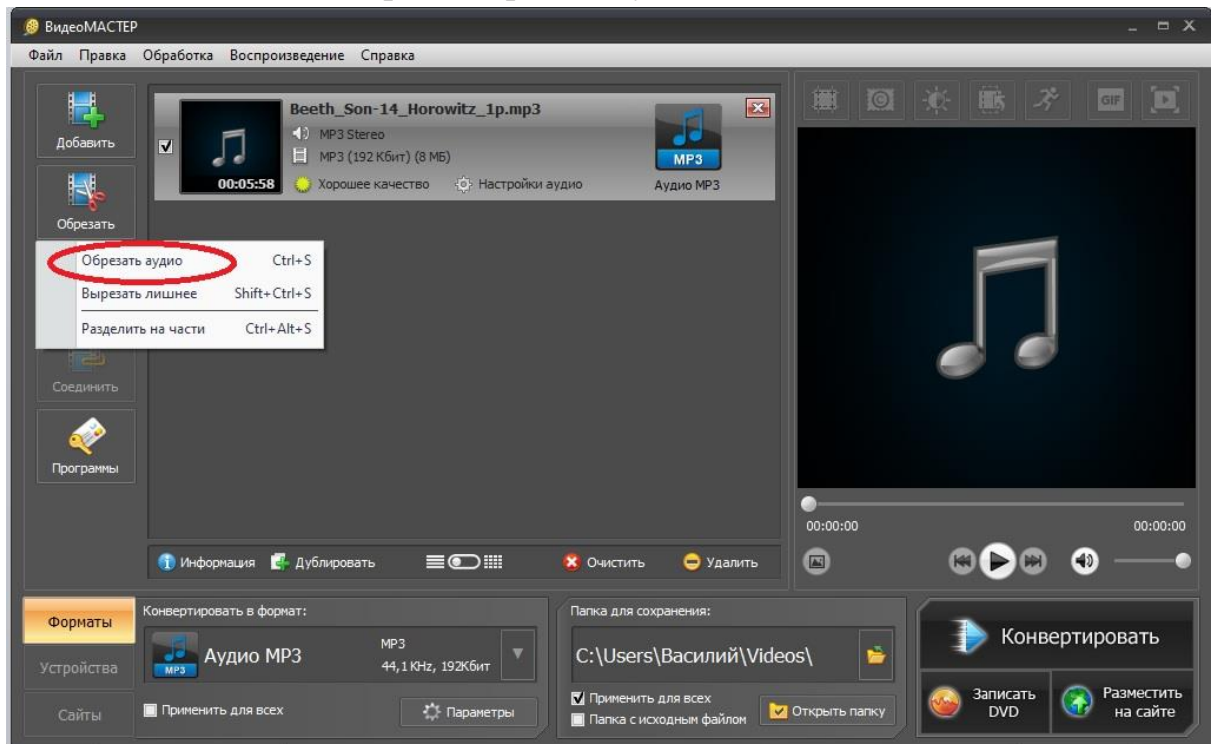 ВидеоМАСТЕР
Файл Правка Обработка Воспроизведение Справка
Добавить
Обрезать
Beeth_Son-14_Horowitz_1p.mp3
MP3 Stereo
MP3 (192 Кбит) (8 МБ)
00:05:58 Хорошее качество Настройки аудио
MP3
Аудио MP3
GIF
Обрезать аудио Ctrl+S
Вырезать лишнее Shift+Ctrl+S
Разделить на части Ctrl+Alt+S
Соединить
Программы
00:00:00 00:00:00
Информация Дублировать Очистить Удалить
Форматы
Устройства
Сайты
Конвертировать в формат:
MP3
Аудио MP3
MP3
44,1 KHz, 192Кбит
Применить для всех
Параметры
Папка для сохранения:
C:\Users\Василий\Videos\
Применить для всех
Папка с исходным файлом
Открыть папку
Конвертировать
Записать
DVD
Разместить
на сайте